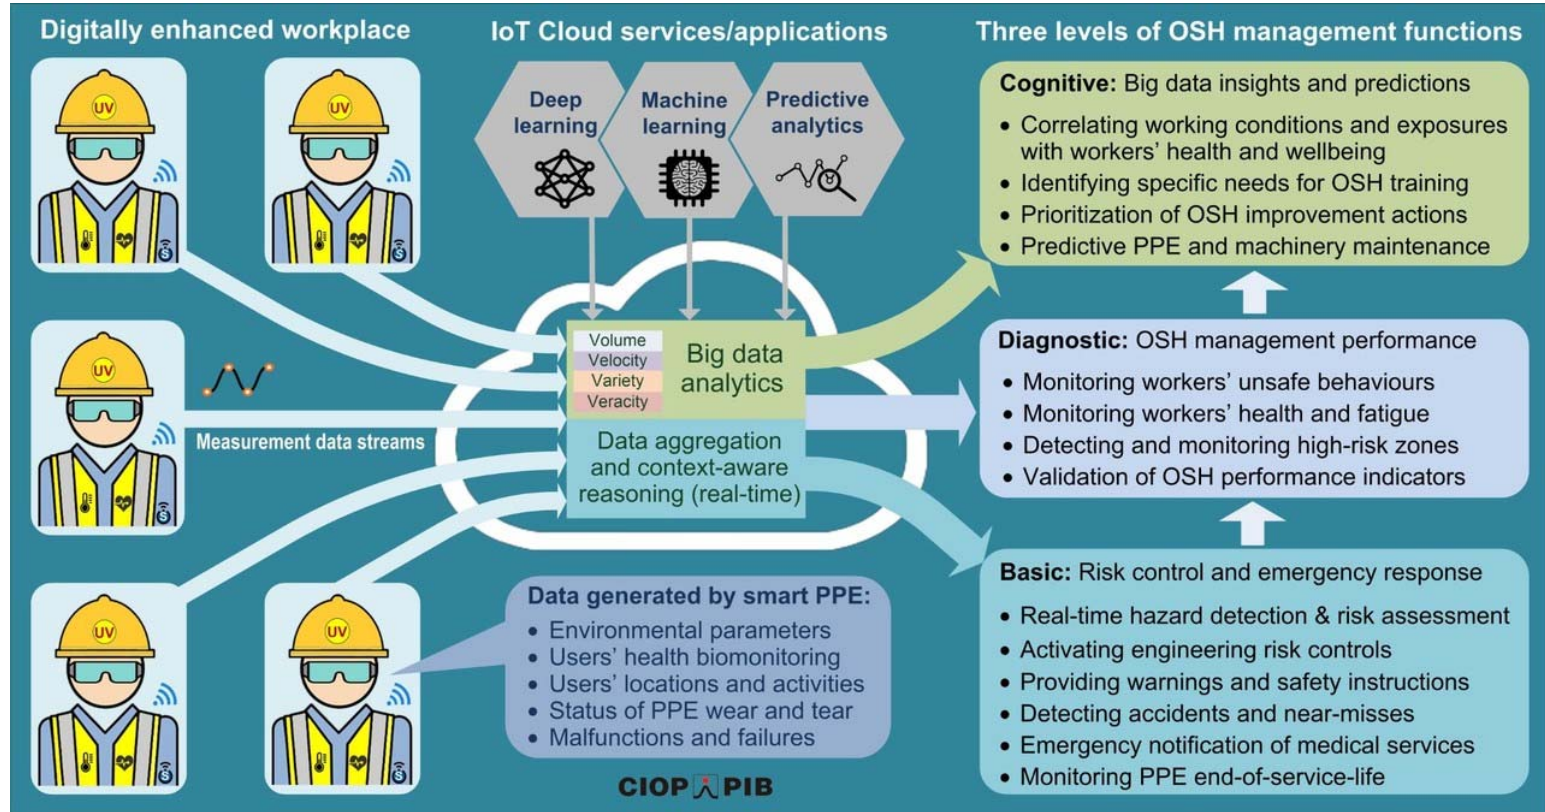 Digitally enhanced workplace
UV
UV
S
S
UV
S
Measurement data streams
UV
UV
S
S
IoT Cloud services/applications
Deep
learning
Machine
learning
Predictive
analytics
Volume
Velocity
Variety
Veracity
Big data
analytics
Data aggregation
and context-aware
reasoning (real-time)
Data generated by smart PPE:
• Environmental parameters
• Users' health biomonitoring
• Users' locations and activities
• Status of PPE wear and tear
• Malfunctions and failures
CIOP PIB
Three levels of OSH management functions
Cognitive: Big data insights and predictions
• Correlating working conditions and exposures
with workers' health and wellbeing
• Identifying specific needs for OSH training
• Prioritization of OSH improvement actions
• Predictive PPE and machinery maintenance
Diagnostic: OSH management performance
• Monitoring workers' unsafe behaviours
• Monitoring workers' health and fatigue
• Detecting and monitoring high-risk zones
• Validation of OSH performance indicators
Basic: Risk control and emergency response
• Real-time hazard detection & risk assessment
• Activating engineering risk controls
• Providing warnings and safety instructions
• Detecting accidents and near-misses
• Emergency notification of medical services
• Monitoring PPE end-of-service-life